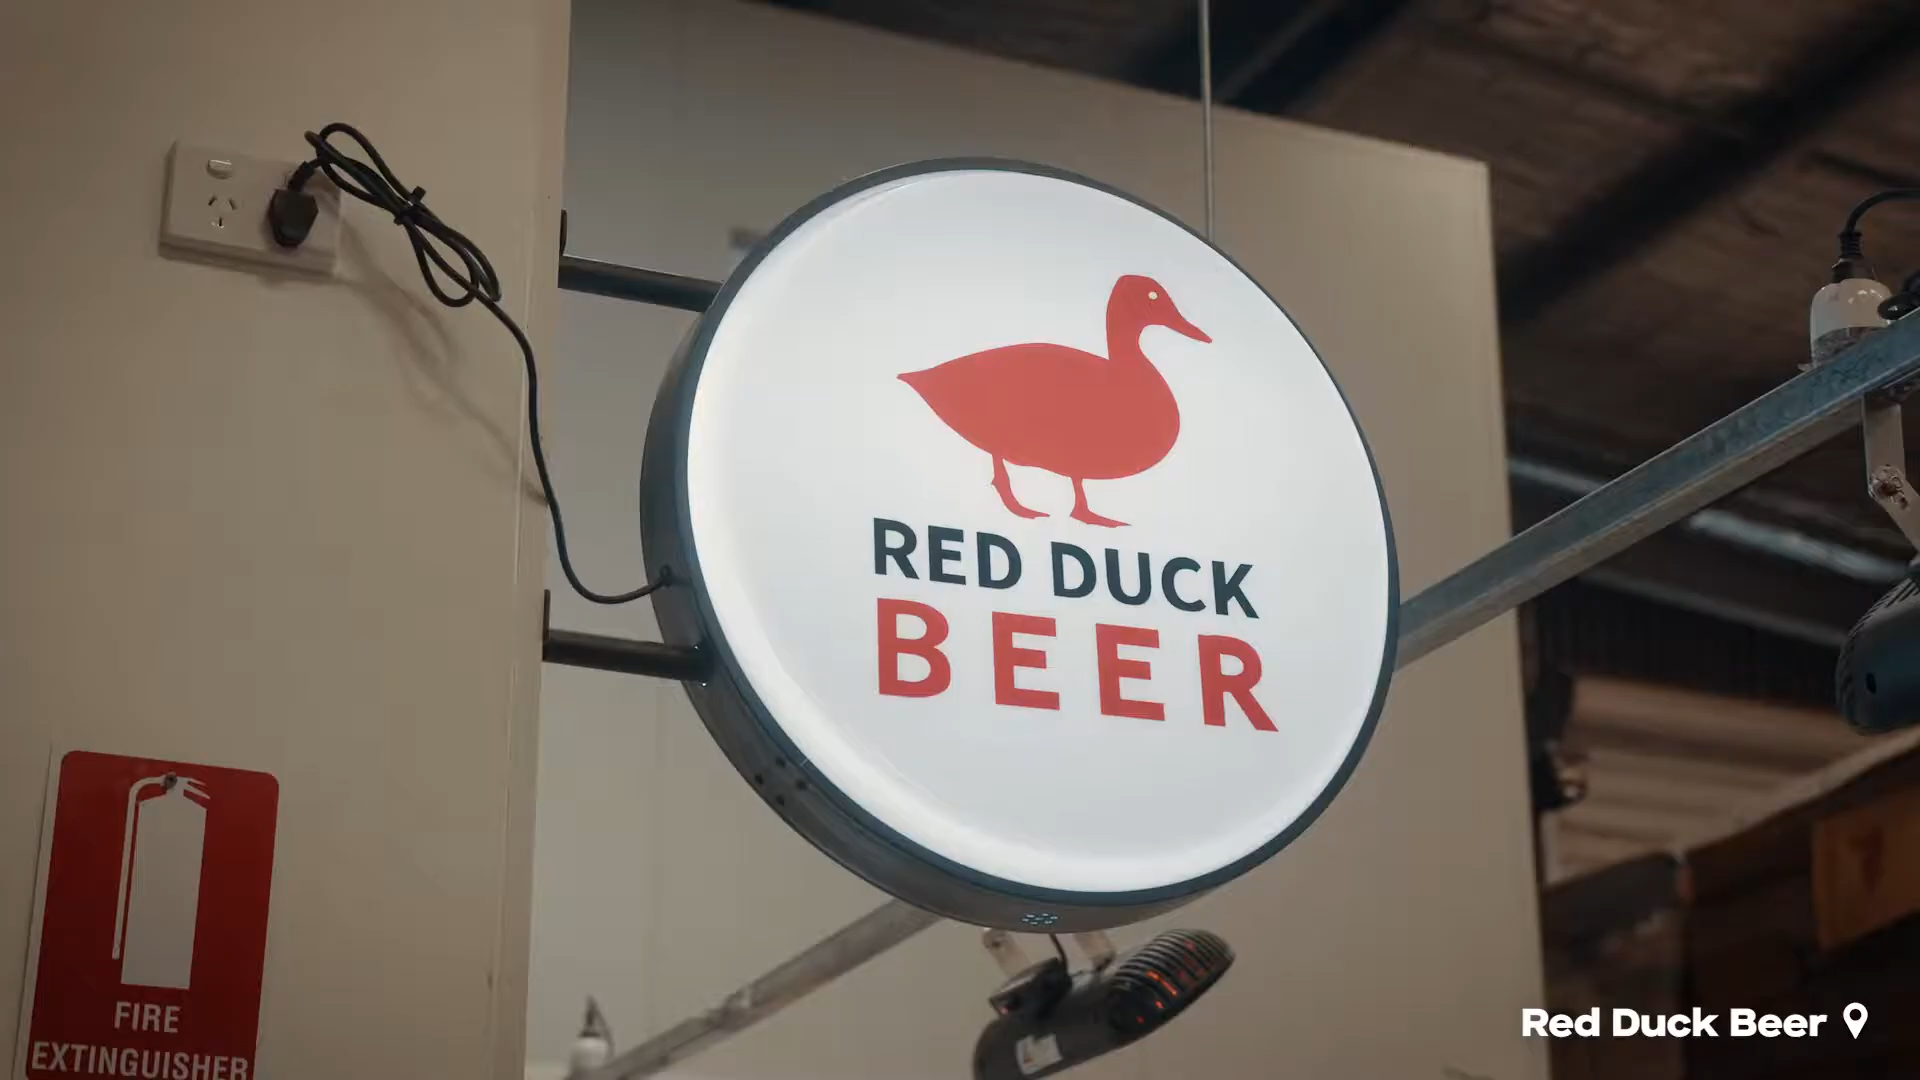 RED DUCK
BEER
FIRE
EXTINGUISHER
Red Duck Beer